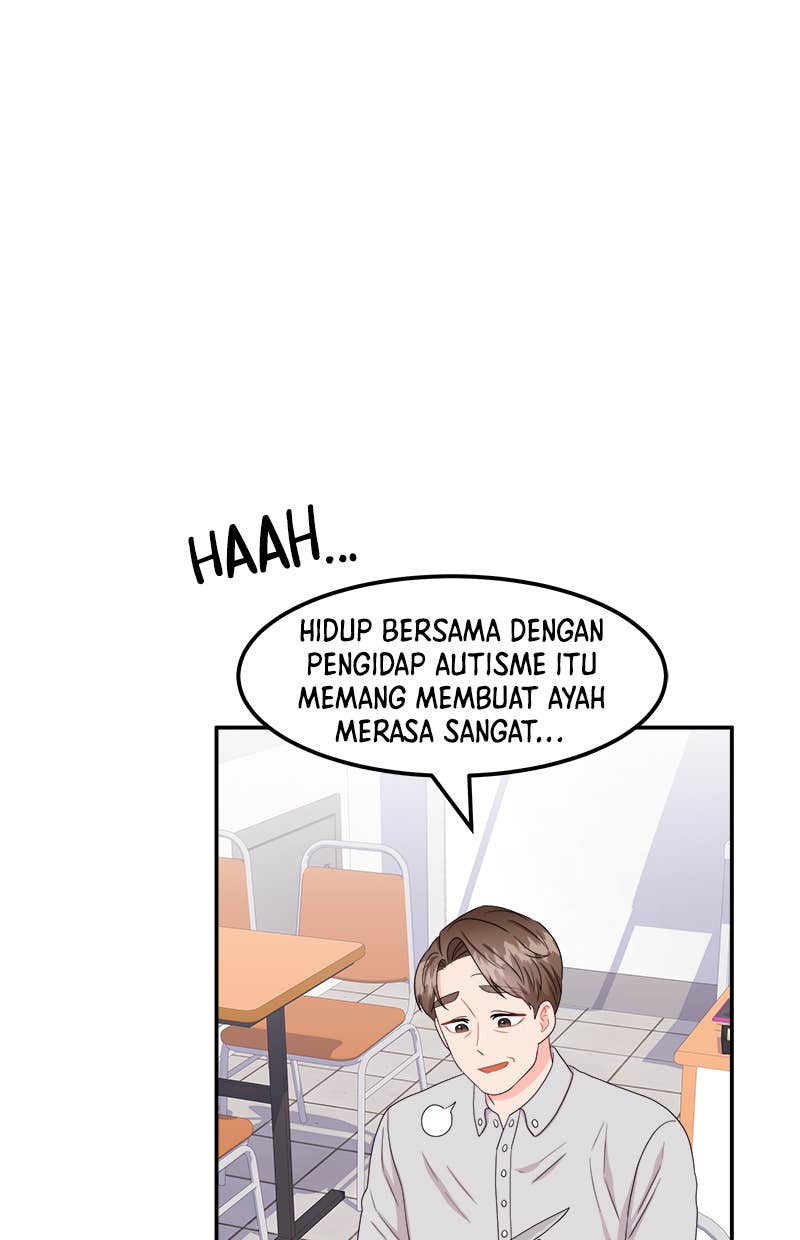 HAAH...
HIDUP BERSAMA DENGAN
PENGIDAP AUTISME ITU
MEMANG MEMBUAT AYAH
MERASA SANGAT...